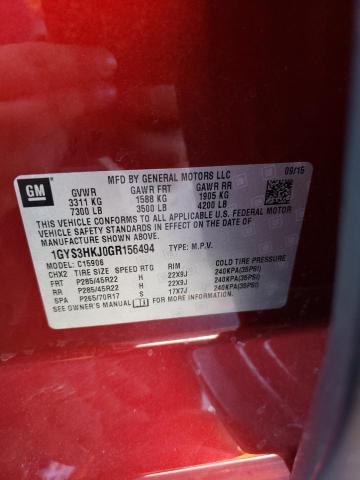 MFD BY GENERAL MOTORS LLC 09/15
GM
GVWR GAWR FRT GAWR RR
3311 KG 1588 KG 1905 KG
7300 LB 3500 LB 4200 LB
THIS VEHICLE CONFORMS TO ALL APPLICABLE U.S. FEDERAL MOTOR
VEHICLE SAFETY AND THEFT PREVENTION STANDARDS
IN EFFECT ON THE DATE OF MANUFACTURE SHOWN ABOVE.
1GYS3HKJ0GR156494 TYPE: M.P.V.
MODEL: C15906
CHX2 TIRE SIZE SPEED RTG RIM COLD TIRE PRESSURE
FRT P285/45R22 H 22X9J 240KPA(35PSI)
RR P285/45R22 H 22X9J 240KPA(35PSI)
SPA P265/70R17 S 17X7J 240KPA(35PSI)
SEE OWNER'S MANUAL FOR MORE INFORMATION.